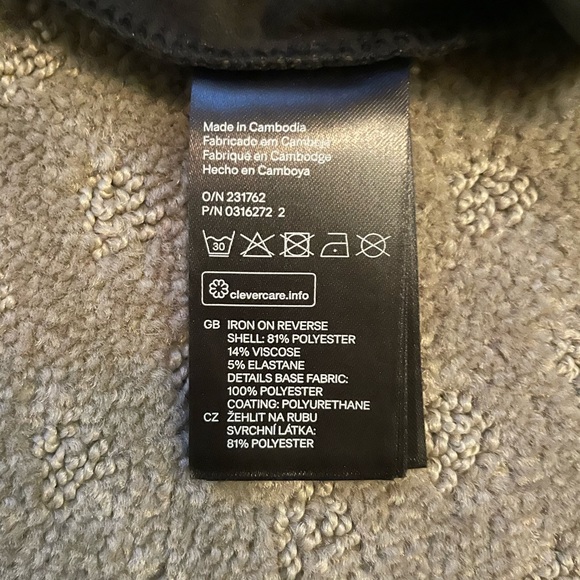 Made in Cambodia
Fabricado em Camboja
Fabriqué en Cambodge
Hecho en Camboya
O/N 231762
P/N 0316272 2
30
clevercare.info
GB IRON ON REVERSE
SHELL: 81% POLYESTER
14% VISCOSE
5% ELASTANE
DETAILS BASE FABRIC:
100% POLYESTER
COATING: POLYURETHANE
CZ ŽEHLIT NA RUBU
SVRCHNÍ LÁTKA:
81% POLYESTER